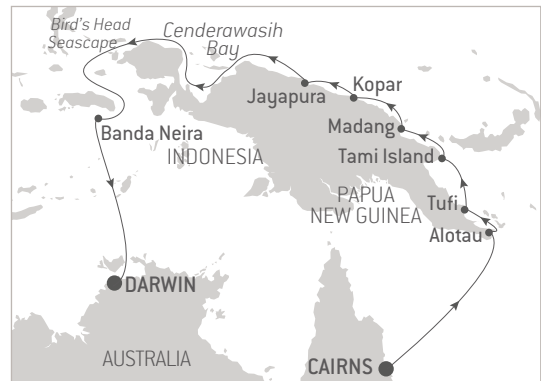 Bird's Head
Seascape
Cenderawasih
Bay
Jayapura
Kopar
Madang
Banda Neira
INDONESIA
Tami Island
PAPUA
NEW GUINEA
Tufi
Alotau
DARWIN
AUSTRALIA
CAIRNS